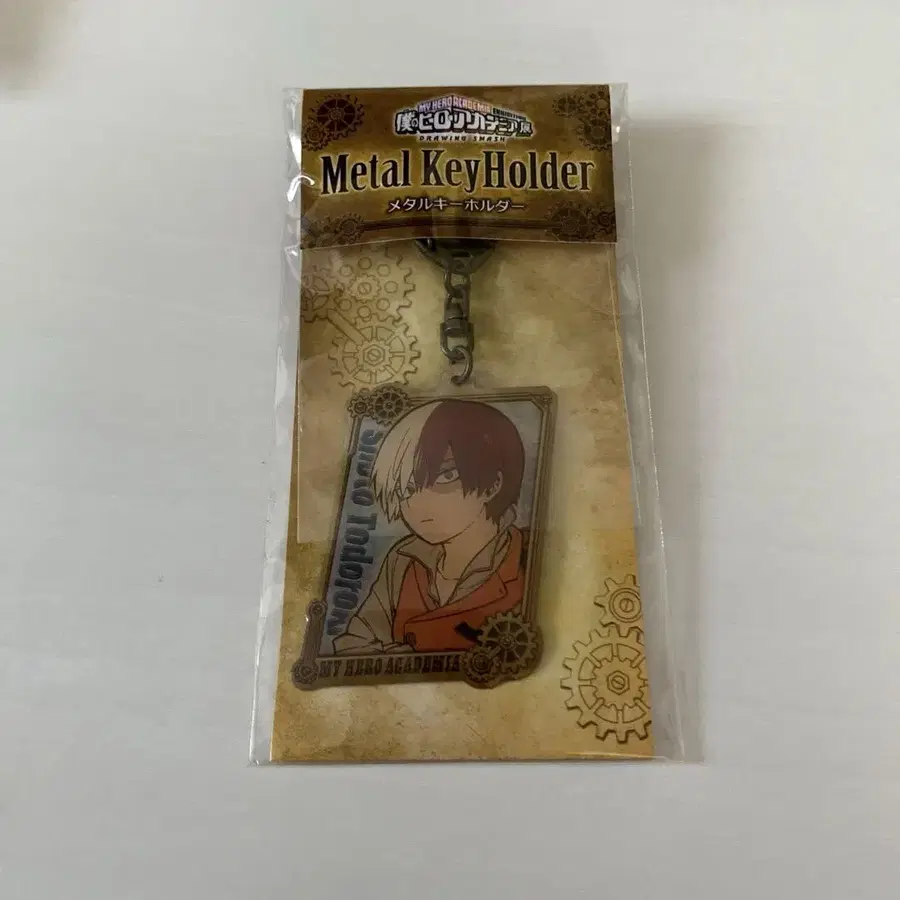 MY HERO ACADEMIA EXHIBITION
僕のヒーローアカデミア展
DRAWING SMASH
Metal KeyHolder
メタルキーホルダー
Shoto Todoroki
MY HERO ACADEMIA